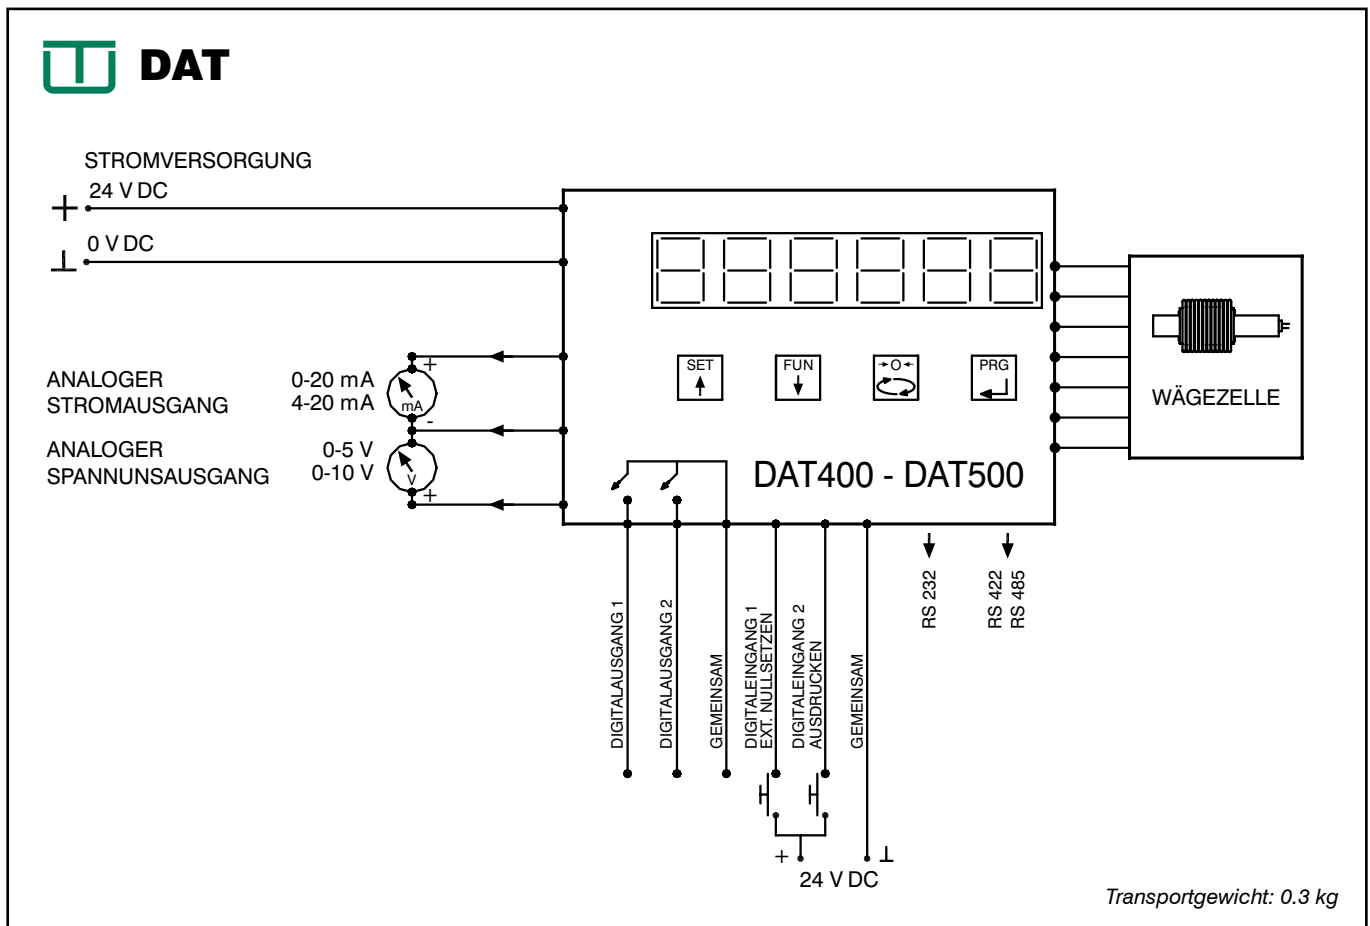 DAT
STROMVERSORGUNG
24 V DC
+
0 V DC
ANALOGER
STROMAUSGANG
0-20 mA
4-20 mA
+
mA
-
ANALOGER
SPANNUNSAUSGANG
0-5 V
0-10 V
V
+
SET
FUN
→0←
PRG
DAT400 - DAT500
WÄGEZELLE
DIGITALAUSGANG 1
DIGITALAUSGANG 2
GEMEINSAM
DIGITALEINGANG 1
EXT. NULLSETZEN
DIGITALEINGANG 2
AUSDRUCKEN
GEMEINSAM
RS 232
RS 422
RS 485
+
24 V DC
Transportgewicht: 0.3 kg